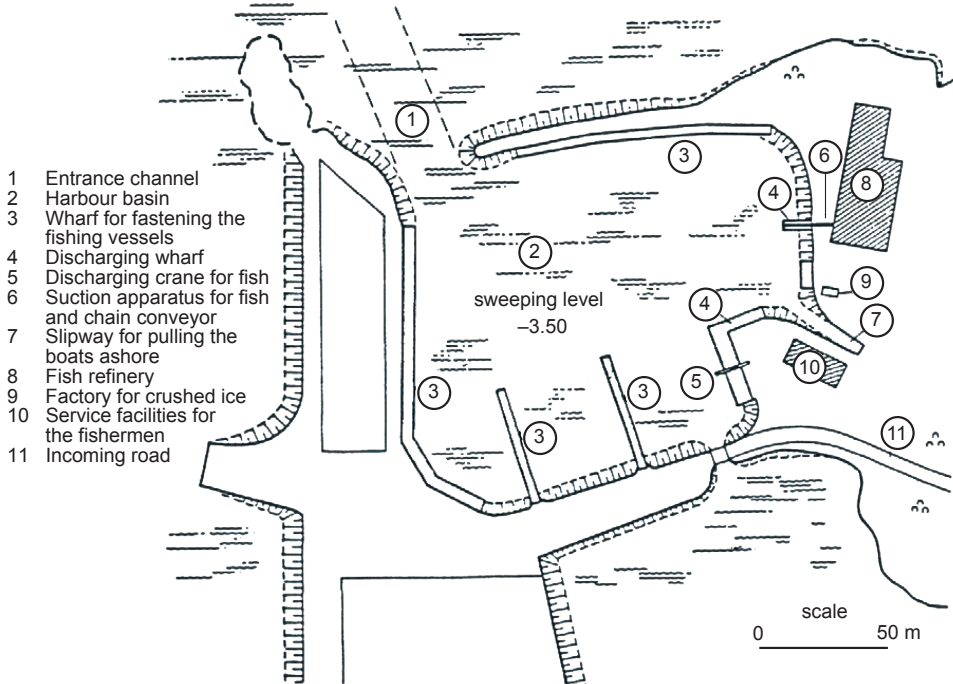 1 Entrance channel
2 Harbour basin
3 Wharf for fastening the
fishing vessels
4 Discharging wharf
5 Discharging crane for fish
6 Suction apparatus for fish
and chain conveyor
7 Slipway for pulling the
boats ashore
8 Fish refinery
9 Factory for crushed ice
10 Service facilities for
the fishermen
11 Incoming road
1
3
6
8
4
2
9
sweeping level
–3.50
4
7
10
5
3
3
3
11
scale
0 50 m